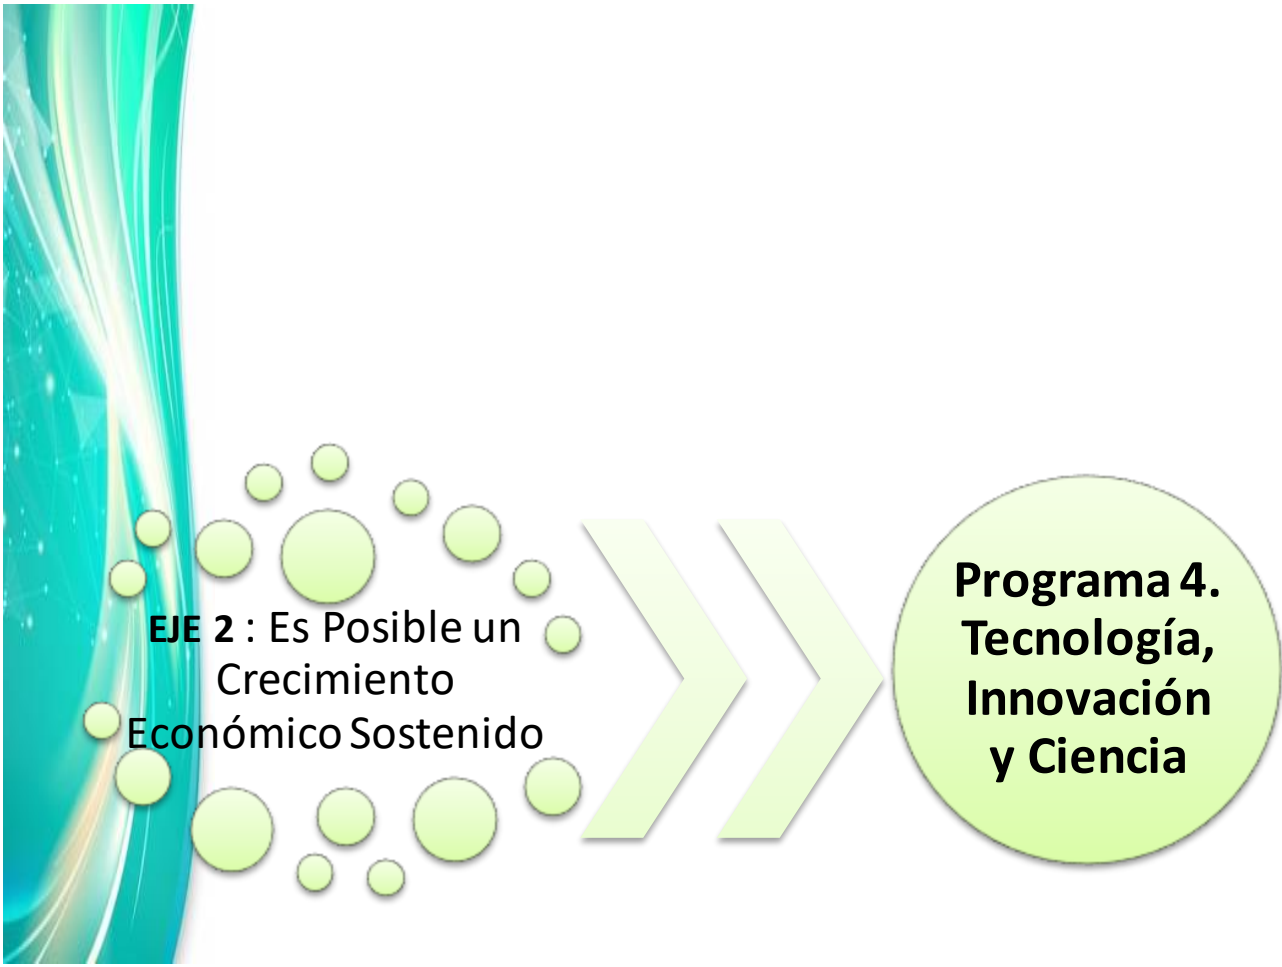 EJE 2 : Es Posible un
Crecimiento
Económico Sostenido
Programa 4.
Tecnología,
Innovación
y Ciencia